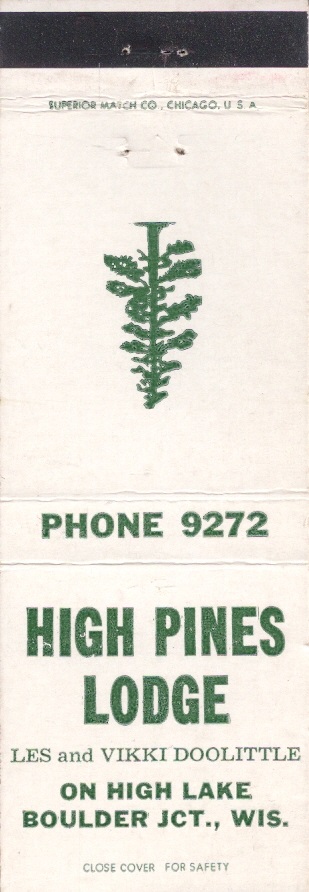 SUPERIOR MATCH CO., CHICAGO, U S A
PHONE 9272
HIGH PINES
LODGE
LES and VIKKI DOOLITTLE
ON HIGH LAKE
BOULDER JCT., WIS.
CLOSE COVER FOR SAFETY